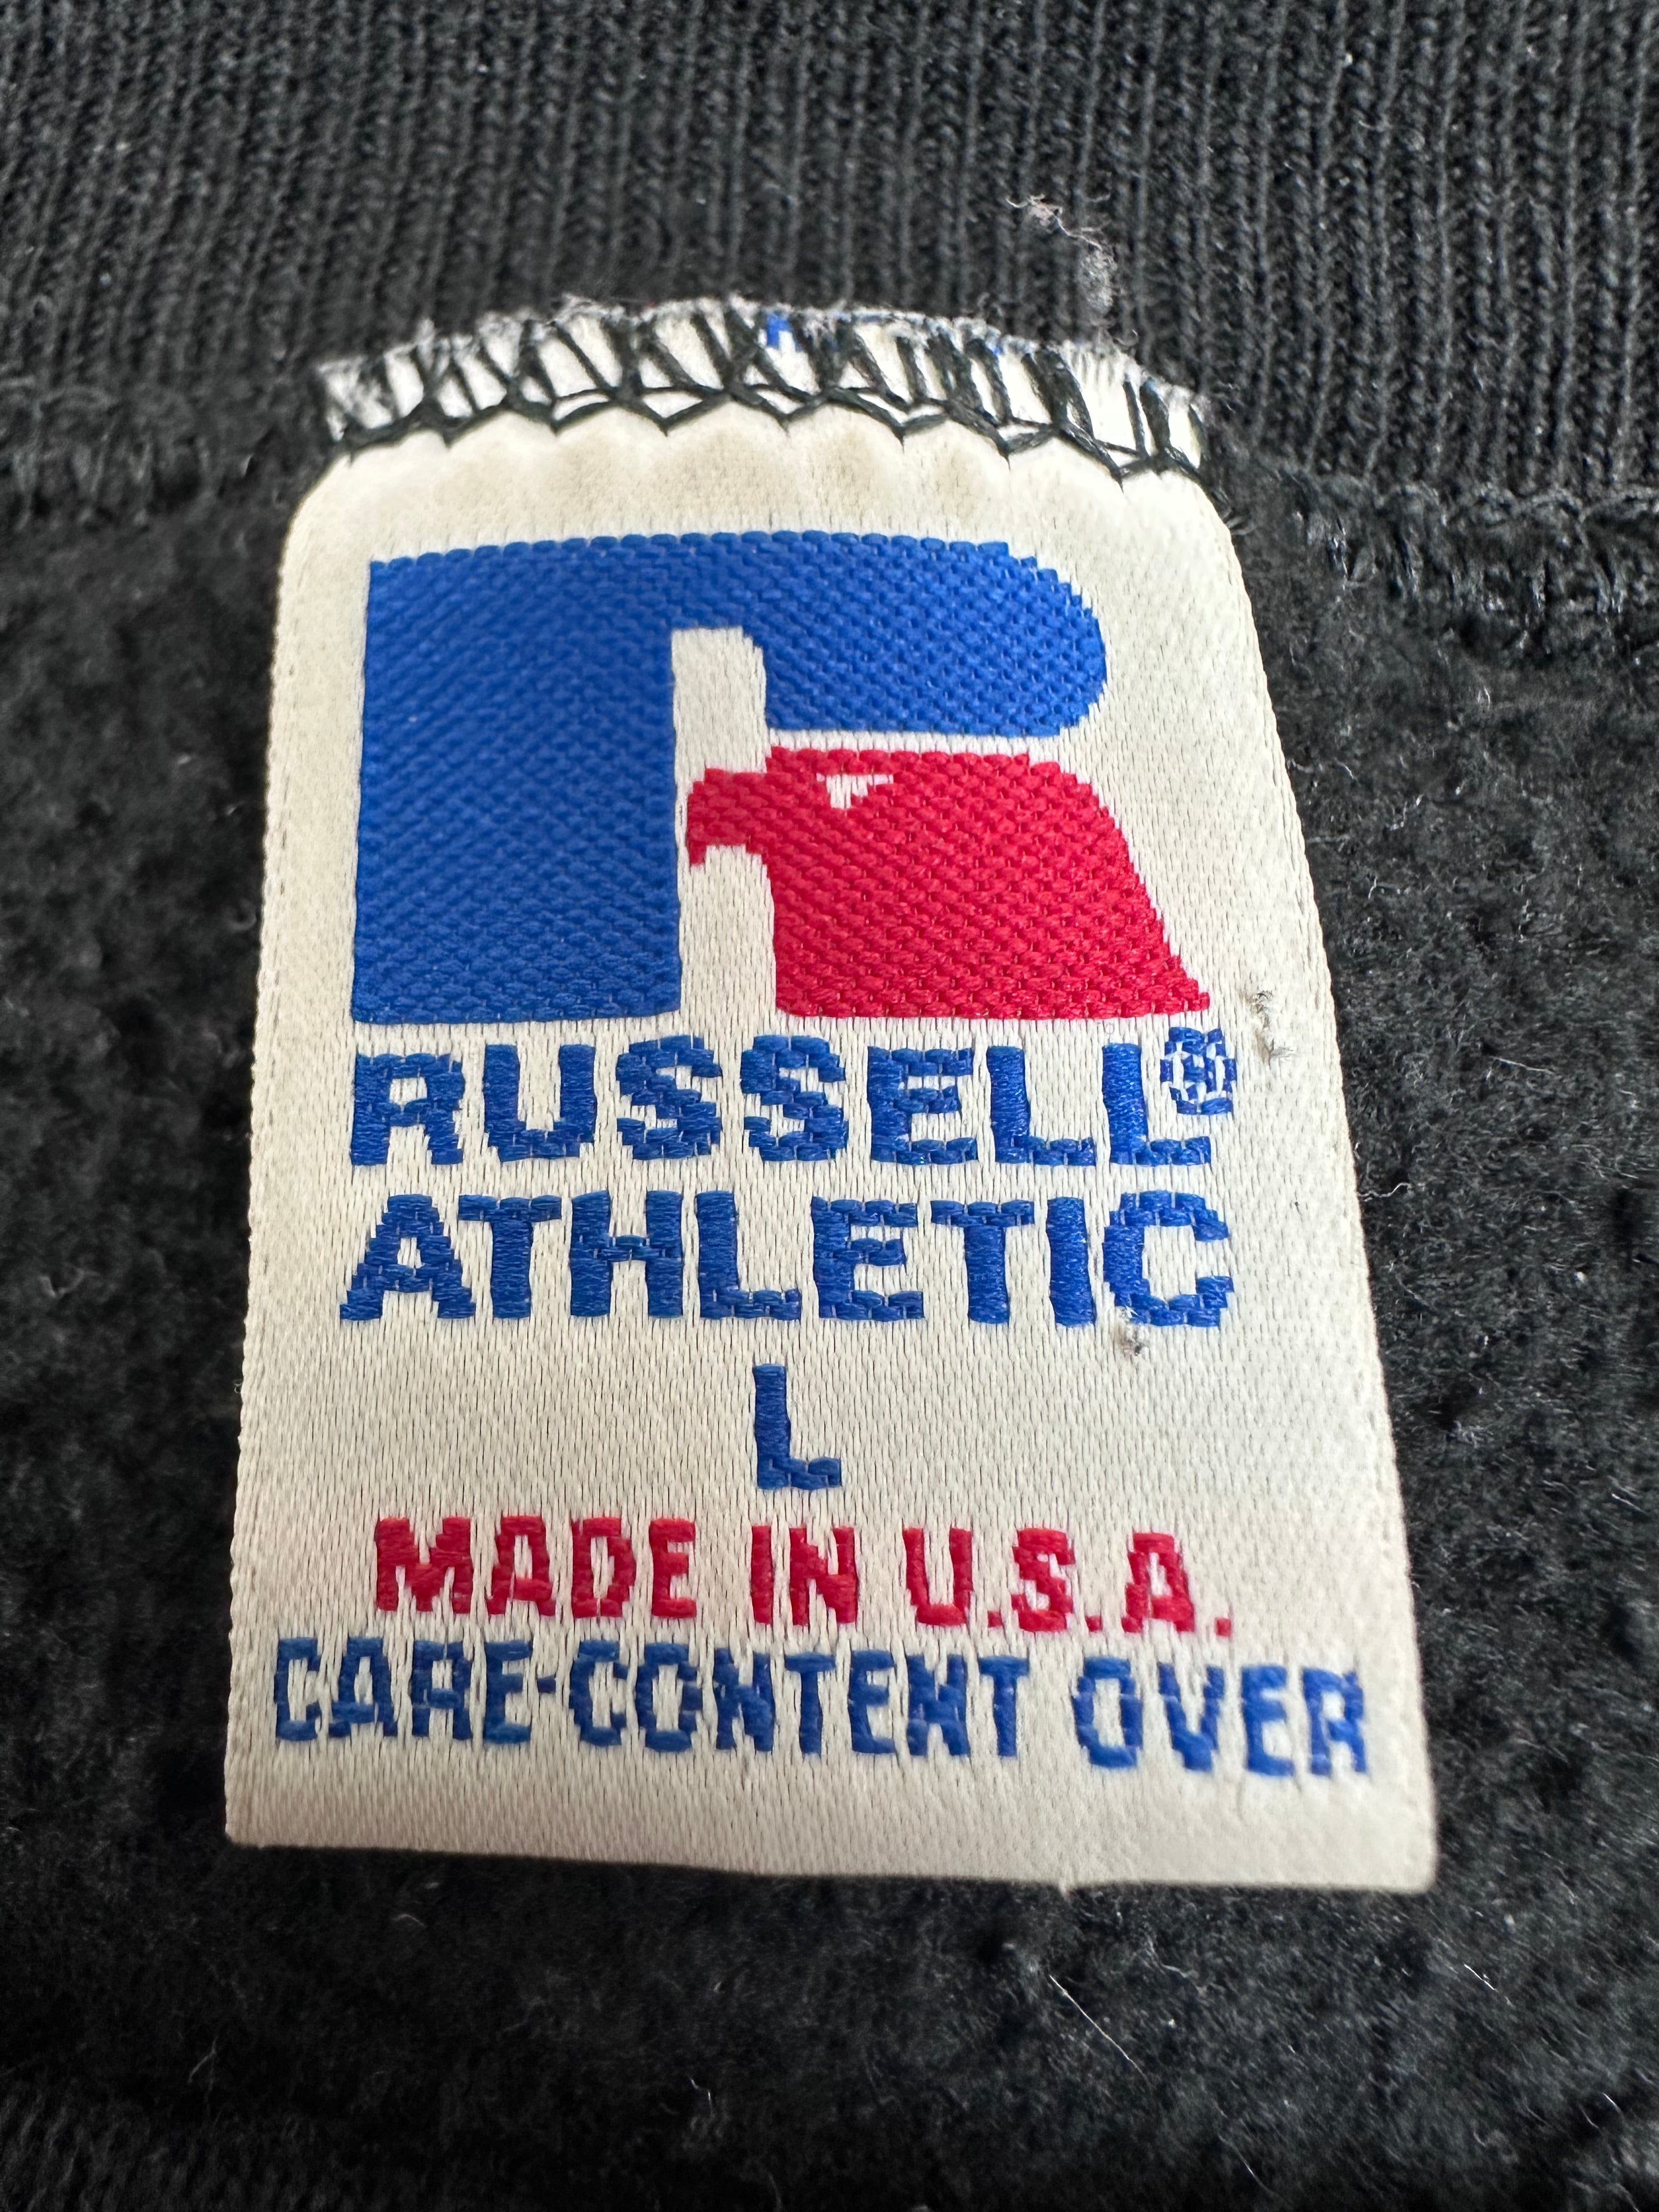 RUSSELL®
ATHLETIC
L
MADE IN U.S.A.
CARE·CONTENT OVER